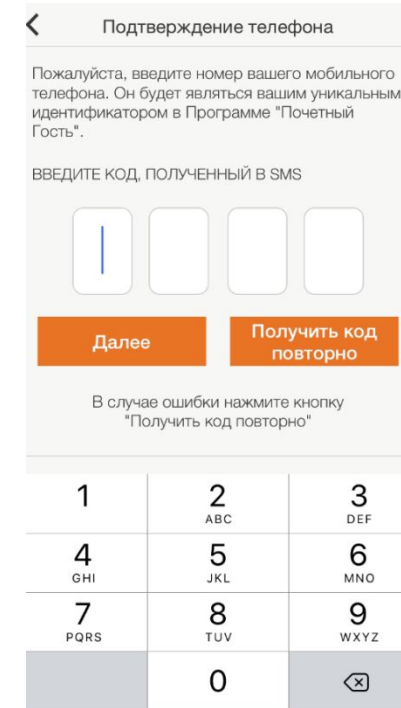 Подтверждение телефона
Пожалуйста, введите номер вашего мобильного
телефона. Он будет являться вашим уникальным
идентификатором в Программе "Почетный
Гость".
ВВЕДИТЕ КОД, ПОЛУЧЕННЫЙ В SMS
Далее
Получить код
повторно
В случае ошибки нажмите кнопку
"Получить код повторно"
1 2 3
ABC DEF
4 5 6
GHI JKL MNO
7 8 9
PQRS TUV WXYZ
0